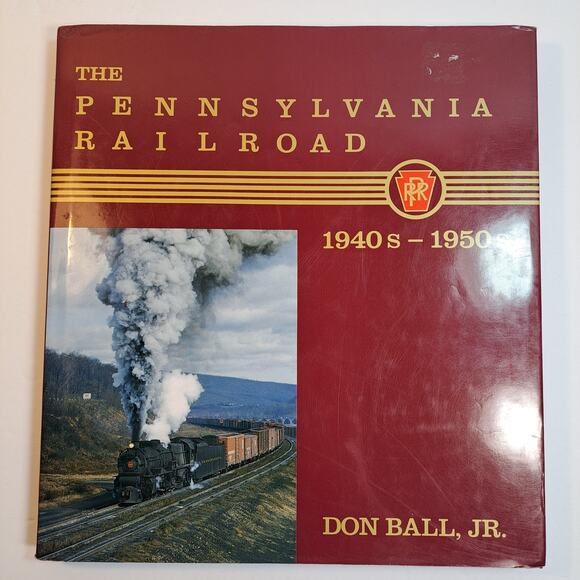 THE
PENNSYLVANIA
RAILROAD
PRR
1940s – 1950s
DON BALL, JR.